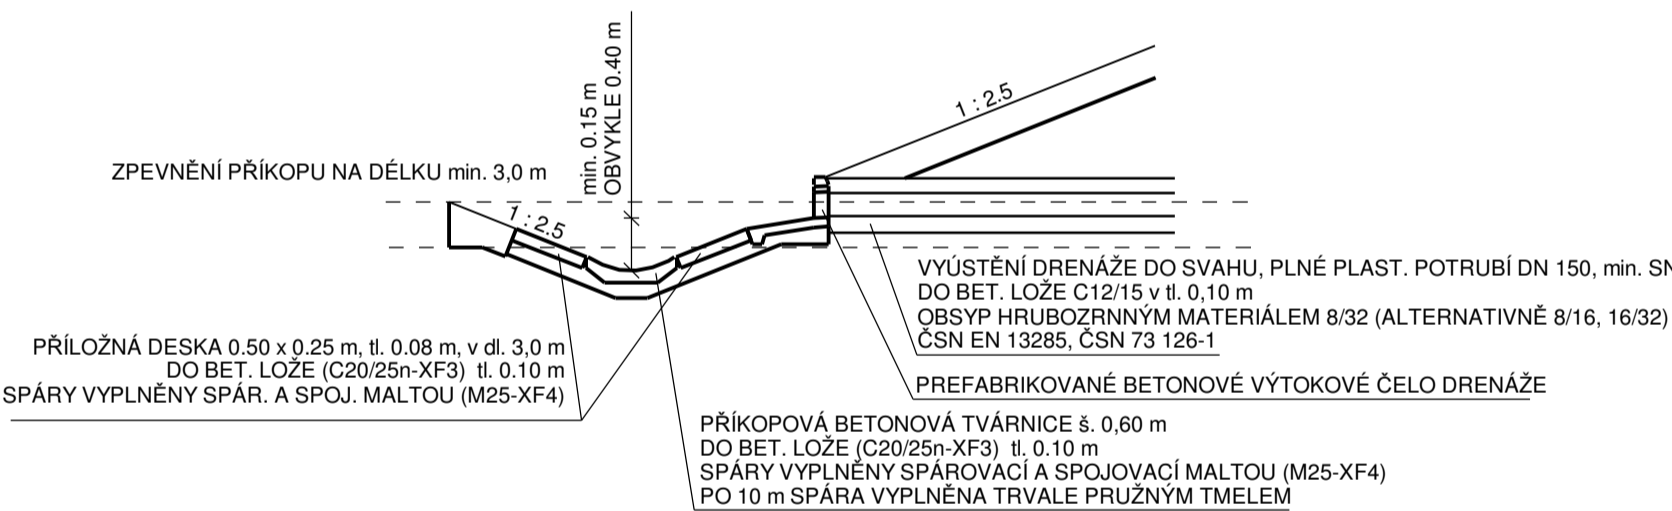 min. 0.15 m
OBVYKLE 0.40 m
1 : 2.5
ZPEVNĚNÍ PŘÍKOPU NA DÉLKU min. 3,0 m
1 : 2.5
VYÚSTĚNÍ DRENÁŽE DO SVAHU, PLNÉ PLAST. POTRUBÍ DN 150, min. SN
DO BET. LOŽE C12/15 v tl. 0,10 m
OBSYP HRUBOZRNNÝM MATERIÁLEM 8/32 (ALTERNATIVNĚ 8/16, 16/32)
ČSN EN 13285, ČSN 73 126-1
PŘÍLOŽNÁ DESKA 0.50 x 0.25 m, tl. 0.08 m, v dl. 3,0 m
DO BET. LOŽE (C20/25n-XF3) tl. 0.10 m
SPÁRY VYPLNĚNY SPÁR. A SPOJ. MALTOU (M25-XF4)
PREFABRIKOVANÉ BETONOVÉ VÝTOKOVÉ ČELO DRENÁŽE
PŘÍKOPOVÁ BETONOVÁ TVÁRNICE š. 0,60 m
DO BET. LOŽE (C20/25n-XF3) tl. 0.10 m
SPÁRY VYPLNĚNY SPÁROVACÍ A SPOJOVACÍ MALTOU (M25-XF4)
PO 10 m SPÁRA VYPLNĚNA TRVALE PRUŽNÝM TMELEM